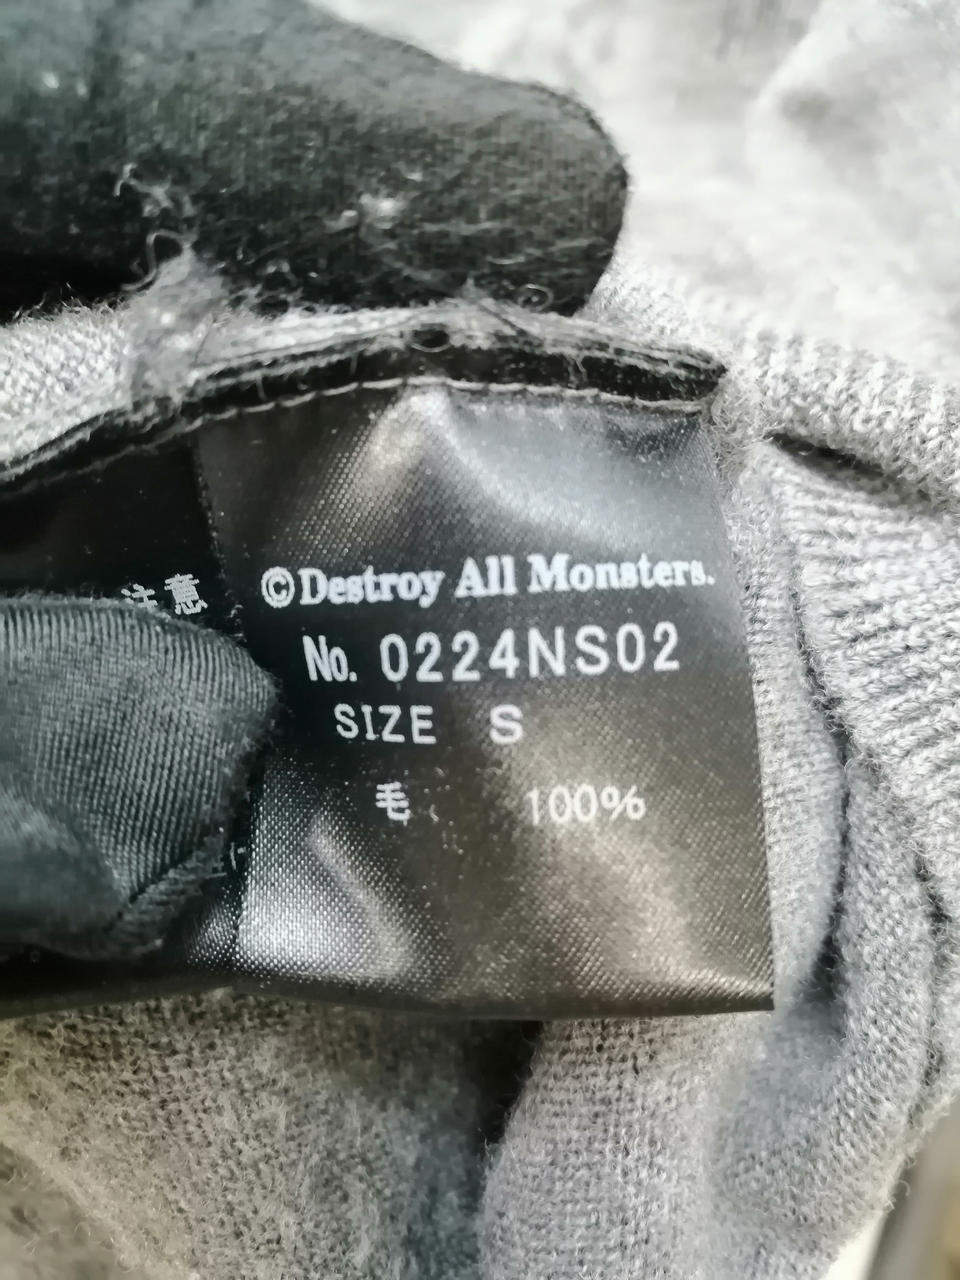 ©Destroy All Monsters.
No. 0224NS02
SIZE S
毛 100%
注意